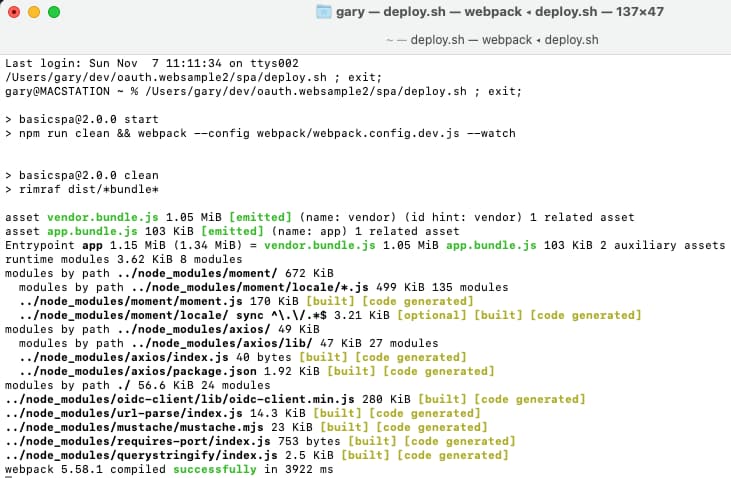 gary — deploy.sh — webpack ◂ deploy.sh — 137×47
~ — deploy.sh — webpack ◂ deploy.sh
Last login: Sun Nov  7 11:11:34 on ttys002
/Users/gary/dev/oauth.websample2/spa/deploy.sh ; exit;
gary@MACSTATION ~ % /Users/gary/dev/oauth.websample2/spa/deploy.sh ; exit;
> basicspa@2.0.0 start
> npm run clean && webpack --config webpack/webpack.config.dev.js --watch
> basicspa@2.0.0 clean
> rimraf dist/*bundle*
asset vendor.bundle.js 1.05 MiB [emitted] (name: vendor) (id hint: vendor) 1 related asset
asset app.bundle.js 103 KiB [emitted] (name: app) 1 related asset
Entrypoint app 1.15 MiB (1.34 MiB) = vendor.bundle.js 1.05 MiB app.bundle.js 103 KiB 2 auxiliary assets
runtime modules 3.62 KiB 8 modules
modules by path ../node_modules/moment/ 672 KiB
  modules by path ../node_modules/moment/locale/*.js 499 KiB 135 modules
  ../node_modules/moment/moment.js 170 KiB [built] [code generated]
  ../node_modules/moment/locale/ sync ^\.\/.*$ 3.21 KiB [optional] [built] [code generated]
modules by path ../node_modules/axios/ 49 KiB
  modules by path ../node_modules/axios/lib/ 47 KiB 27 modules
  ../node_modules/axios/index.js 40 bytes [built] [code generated]
  ../node_modules/axios/package.json 1.92 KiB [built] [code generated]
modules by path ./ 56.6 KiB 24 modules
../node_modules/oidc-client/lib/oidc-client.min.js 280 KiB [built] [code generated]
../node_modules/url-parse/index.js 14.3 KiB [built] [code generated]
../node_modules/mustache/mustache.mjs 23 KiB [built] [code generated]
../node_modules/requires-port/index.js 753 bytes [built] [code generated]
../node_modules/querystringify/index.js 2.5 KiB [built] [code generated]
webpack 5.58.1 compiled successfully in 3922 ms